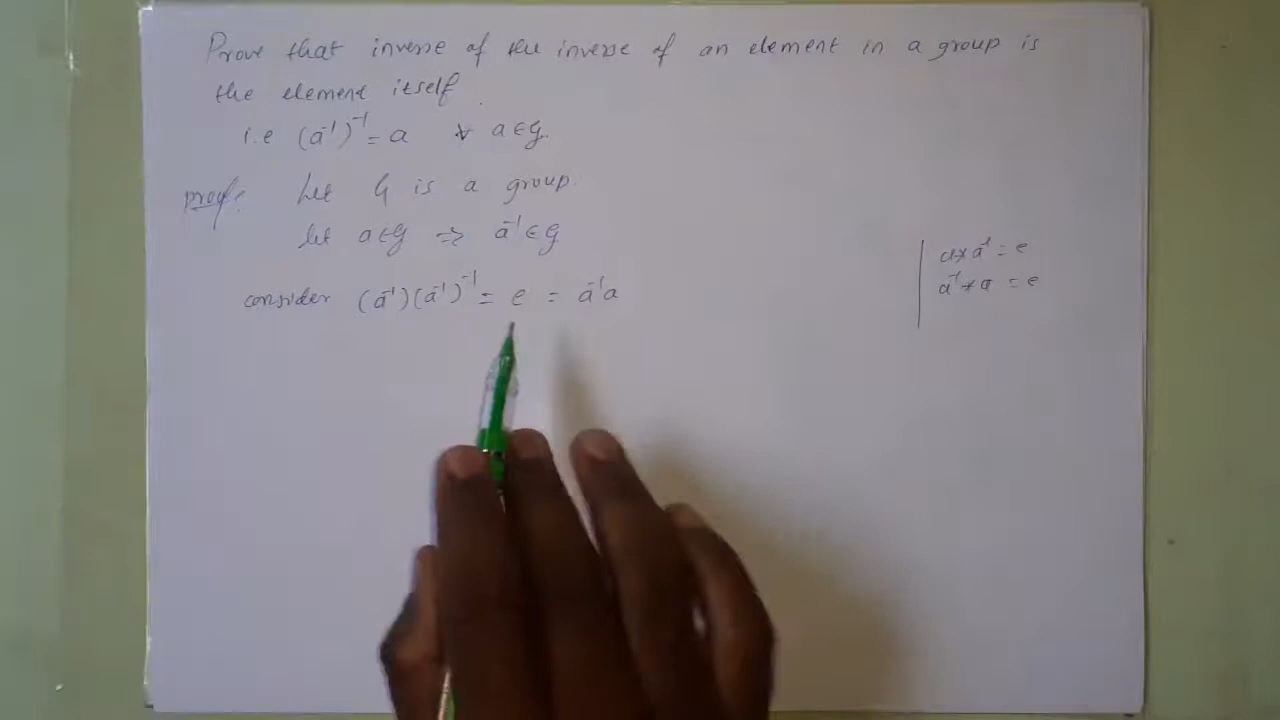 Prove that inverse of the inverse of an element in a group is
the element itself
i.e (a⁻¹)⁻¹ = a ∀ a ∈ G.
Proof: Let G is a group.
let a ∈ G ⇒ a⁻¹ ∈ G
consider (a⁻¹)(a⁻¹)⁻¹ = e = a⁻¹a
a * a⁻¹ = e
a⁻¹ * a = e